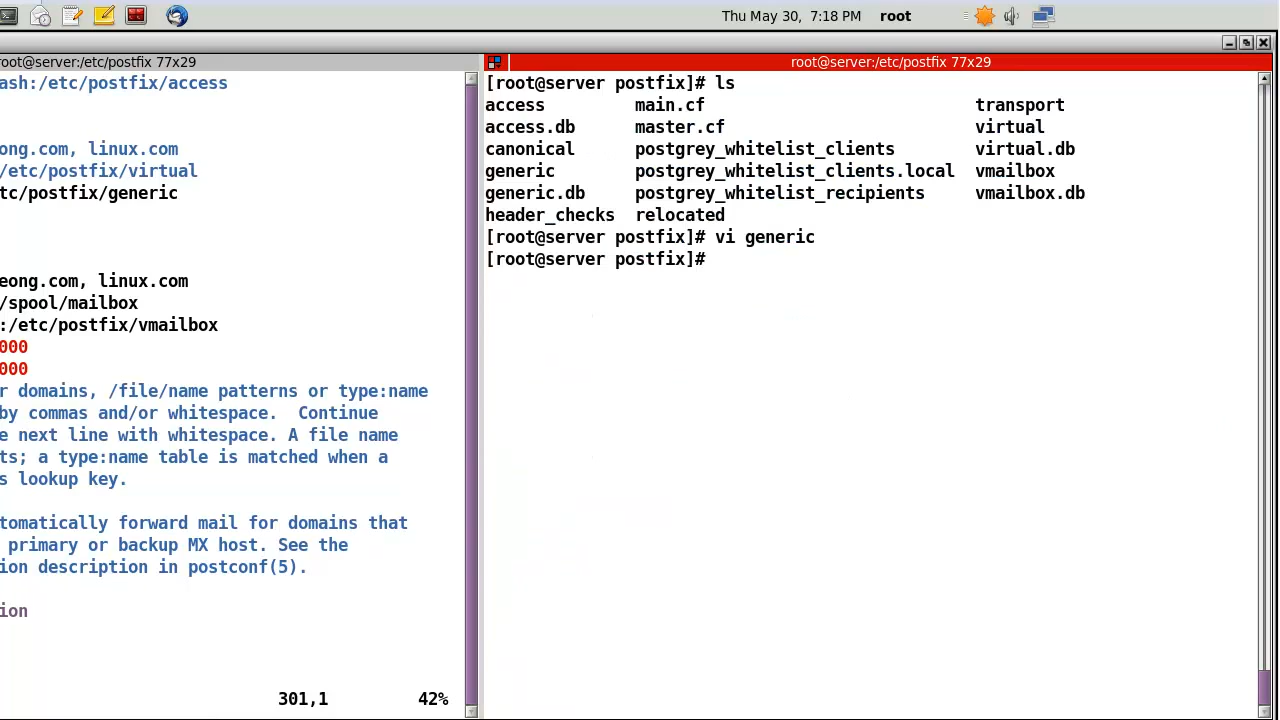 Thu May 30, 7:18 PM root
root@server:/etc/postfix 77x29
ash:/etc/postfix/access
ong.com, linux.com
/etc/postfix/virtual
tc/postfix/generic
eong.com, linux.com
/spool/mailbox
:/etc/postfix/vmailbox
000
000
r domains, /file/name patterns or type:name
by commas and/or whitespace.  Continue
e next line with whitespace. A file name
ts; a type:name table is matched when a
s lookup key.
tomatically forward mail for domains that
primary or backup MX host. See the
ion description in postconf(5).
ion
301,1 42%
root@server:/etc/postfix 77x29
[root@server postfix]# ls
access main.cf transport
access.db master.cf virtual
canonical postgrey_whitelist_clients virtual.db
generic postgrey_whitelist_clients.local vmailbox
generic.db postgrey_whitelist_recipients vmailbox.db
header_checks relocated
[root@server postfix]# vi generic
[root@server postfix]#